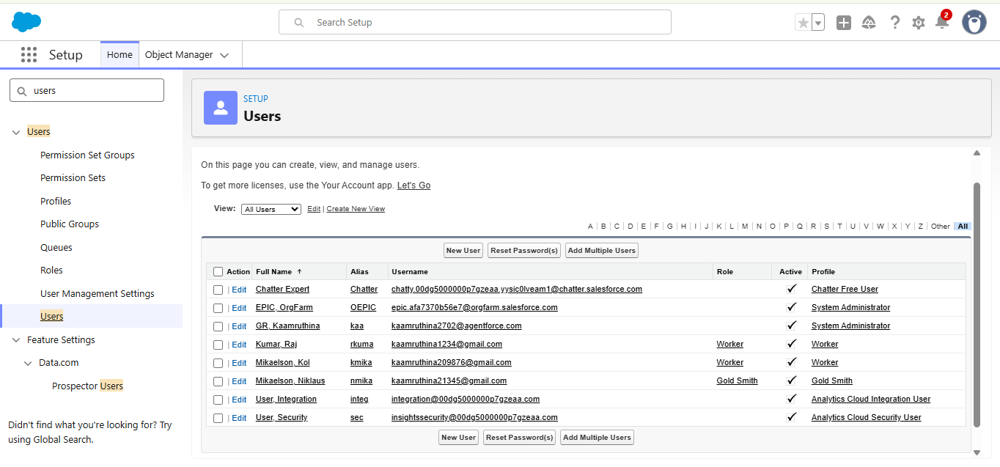 Search Setup
2
Setup
Home
Object Manager
users
Users
Permission Set Groups
Permission Sets
Profiles
Public Groups
Queues
Roles
User Management Settings
Users
Feature Settings
Data.com
Prospector Users
Didn't find what you're looking for? Try
using Global Search.
SETUP
Users
On this page you can create, view, and manage users.
To get more licenses, use the Your Account app. Let's Go
View: All Users Edit | Create New View
A | B | C | D | E | F | G | H | I | J | K | L | M | N | O | P | Q | R | S | T | U | V | W | X | Y | Z | Other All
New User Reset Password(s) Add Multiple Users
Action Full Name ↑ Alias Username Role Active Profile
| Edit Chatter Expert Chatter chatty.00dg5000000p7gzeaa.yysic0lveam1@chatter.salesforce.com ✓ Chatter Free User
| Edit EPIC, OrgFarm OEPIC epic.afa7370b56e7@orgfarm.salesforce.com ✓ System Administrator
| Edit GR, Kaamruthina kaa kaamruthina2702@agentforce.com ✓ System Administrator
| Edit Kumar, Raj rkuma kaamruthina1234@gmail.com Worker ✓ Worker
| Edit Mikaelson, Kol kmika kaamruthina209876@gmail.com Worker ✓ Worker
| Edit Mikaelson, Niklaus nmika kaamruthina21345@gmail.com Gold Smith ✓ Gold Smith
| Edit User, Integration integ integration@00dg5000000p7gzeaa.com ✓ Analytics Cloud Integration User
| Edit User, Security sec insightssecurity@00dg5000000p7gzeaa.com ✓ Analytics Cloud Security User
New User Reset Password(s) Add Multiple Users